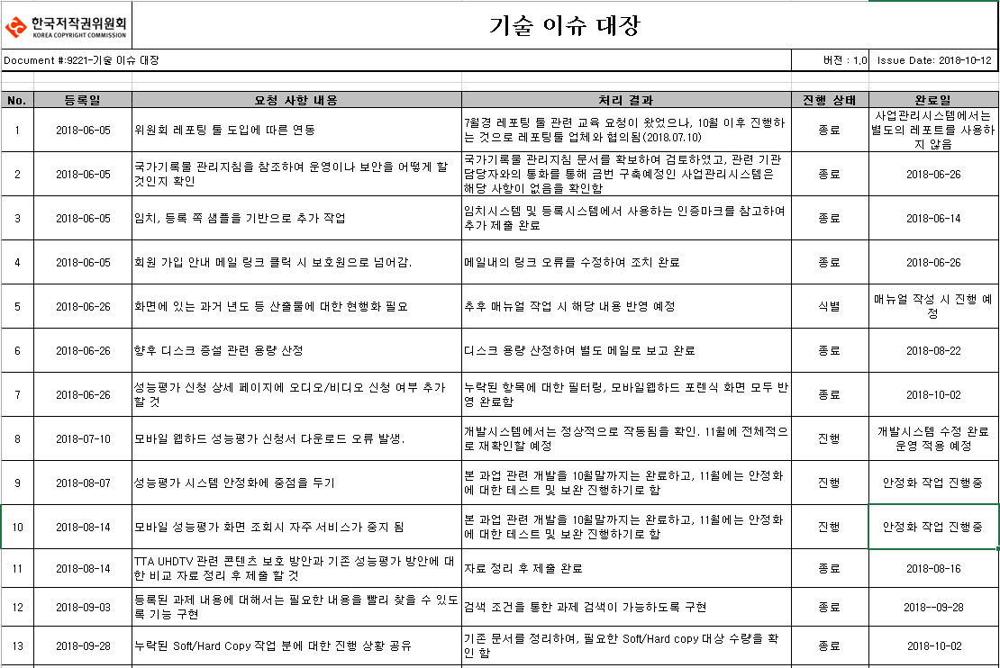 한국저작권위원회
KOREA COPYRIGHT COMMISSION
기술 이슈 대장
Document #:9221-기술 이슈 대장
버전 : 1.0
Issue Date: 2018-10-12
No. 등록일 요청 사항 내용 처리 결과 진행 상태 완료일
1
2018-06-05
위원회 레포팅 툴 도입에 따른 연동
7월경 레포팅 툴 관련 교육 요청이 왔었으나, 10월 이후 진행하
는 것으로 레포팅툴 업체와 협의됨(2018.07.10)
종료
사업관리시스템에서는
별도의 레포트를 사용하
지 않음
2
2018-06-05
국가기록물 관리지침을 참조하여 운영이나 보안을 어떻게 할
것인지 확인
국가기록물 관리지침 문서를 확보하여 검토하였고, 관련 기관
담당자와의 통화를 통해 금번 구축예정인 사업관리시스템은
해당 사항이 없음을 확인함
종료
2018-06-26
3
2018-06-05
임치, 등록 쪽 샘플을 기반으로 추가 작업
임치시스템 및 등록시스템에서 사용하는 인증마크를 참고하여
추가 제출 완료
종료
2018-06-14
4
2018-06-05
회원 가입 안내 메일 링크 클릭 시 보호원으로 넘어감.
메일내의 링크 오류를 수정하여 조치 완료
종료
2018-06-26
5
2018-06-26
화면에 있는 과거 년도 등 산출물에 대한 현행화 필요
추후 매뉴얼 작업 시 해당 내용 반영 예정
식별
매뉴얼 작성 시 진행 예
정
6
2018-06-26
향후 디스크 증설 관련 용량 산정
디스크 용량 산정하여 별도 메일로 보고 완료
종료
2018-08-22
7
2018-06-26
성능평가 신청 상세 페이지에 오디오/비디오 신청 여부 추가
할 것
누락된 항목에 대한 필터링, 모바일웹하드 포렌식 화면 모두 반
영 완료함
종료
2018-10-02
8
2018-07-10
모바일 웹하드 성능평가 신청서 다운로드 오류 발생.
개발시스템에서는 정상적으로 작동됨을 확인. 11월에 전체적으
로 재확인할 예정
진행
개발시스템 수정 완료
운영 적용 예정
9
2018-08-07
성능평가 시스템 안정화에 중점을 두기
본 과업 관련 개발을 10월말까지는 완료하고, 11월에는 안정화
에 대한 테스트 및 보완 진행하기로 함
진행
안정화 작업 진행중
10
2018-08-14
모바일 성능평가 화면 조회시 자주 서비스가 중지 됨
본 과업 관련 개발을 10월말까지는 완료하고, 11월에는 안정화
에 대한 테스트 및 보완 진행하기로 함
진행
안정화 작업 진행중
11
2018-08-14
TTA UHDTV 관련 콘텐츠 보호 방안과 기존 성능평가 방안에 대
한 비교 자료 정리 후 제출 할 것
자료 정리 후 제출 완료
종료
2018-08-16
12
2018-09-03
등록된 과제 내용에 대해서는 필요한 내용을 빨리 찾을 수 있도
록 기능 구현
검색 조건을 통한 과제 검색이 가능하도록 구현
종료
2018--09-28
13
2018-09-28
누락된 Soft/Hard Copy 작업 분에 대한 진행 상황 공유
기존 문서를 정리하여, 필요한 Soft/Hard copy 대상 수량을 확
인 함
종료
2018-10-02